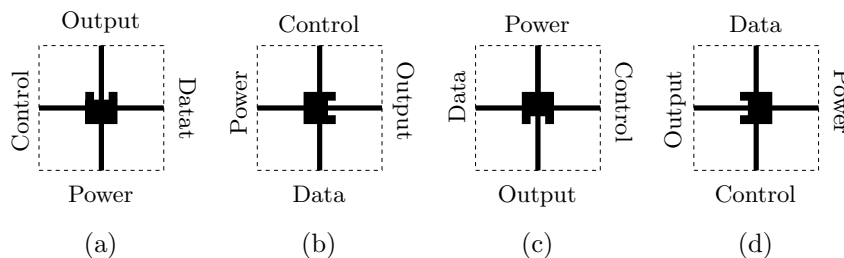 Output
Control
Datat
Power
(a)
Control
Power
Output
Data
(b)
Power
Data
Control
Output
(c)
Data
Output
Power
Control
(d)